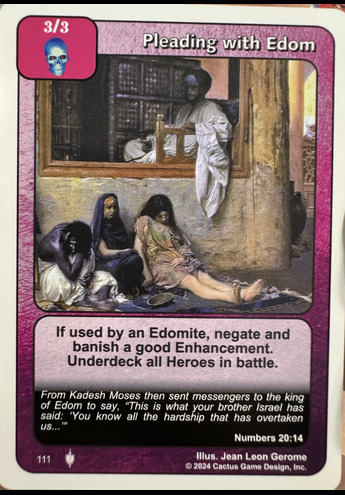 3/3
Pleading with Edom
If used by an Edomite, negate and
banish a good Enhancement.
Underdeck all Heroes in battle.
From Kadesh Moses then sent messengers to the king
of Edom to say, “This is what your brother Israel has
said: ‘You know all the hardship that has overtaken
us...’”
Numbers 20:14
111
Illus. Jean Leon Gerome
© 2024 Cactus Game Design, Inc.